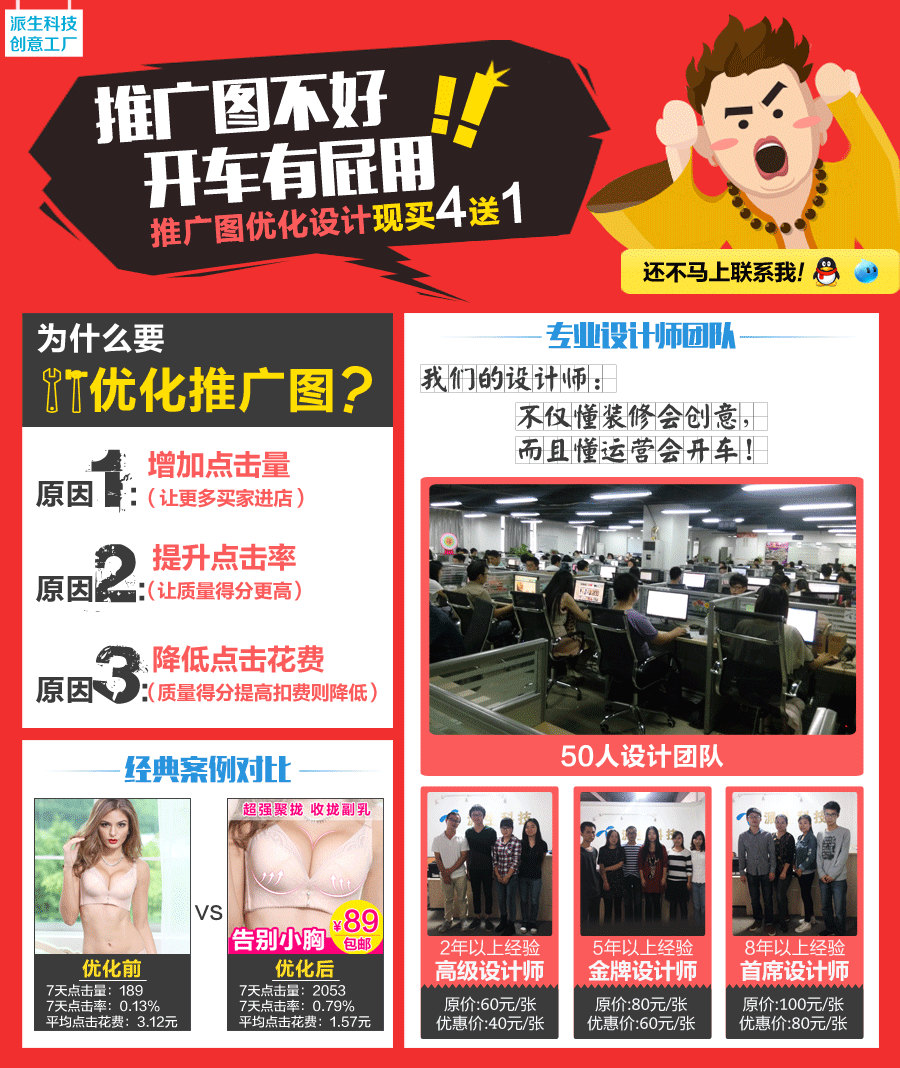 派生科技
创意工厂
推广图不好
开车有屁用!!
推广图优化设计现买4送1
还不马上联系我!
为什么要
优化推广图?
原因1:增加点击量
(让更多买家进店)
原因2:提升点击率
(让质量得分更高)
原因3:降低点击花费
(质量得分提高扣费则降低)
经典案例对比
优化前
7天点击量:189
7天点击率:0.13%
平均点击花费:3.12元
VS
超强聚拢 收拢副乳
告别小胸
¥89
包邮
优化后
7天点击量:2053
7天点击率:0.79%
平均点击花费:1.57元
专业设计师团队
我们的设计师:
不仅懂装修会创意,
而且懂运营会开车!
50人设计团队
2年以上经验
高级设计师
原价:60元/张
优惠价:40元/张
5年以上经验
金牌设计师
原价:80元/张
优惠价:60元/张
派 技
8年以上经验
首席设计师
原价:100元/张
优惠价:80元/张